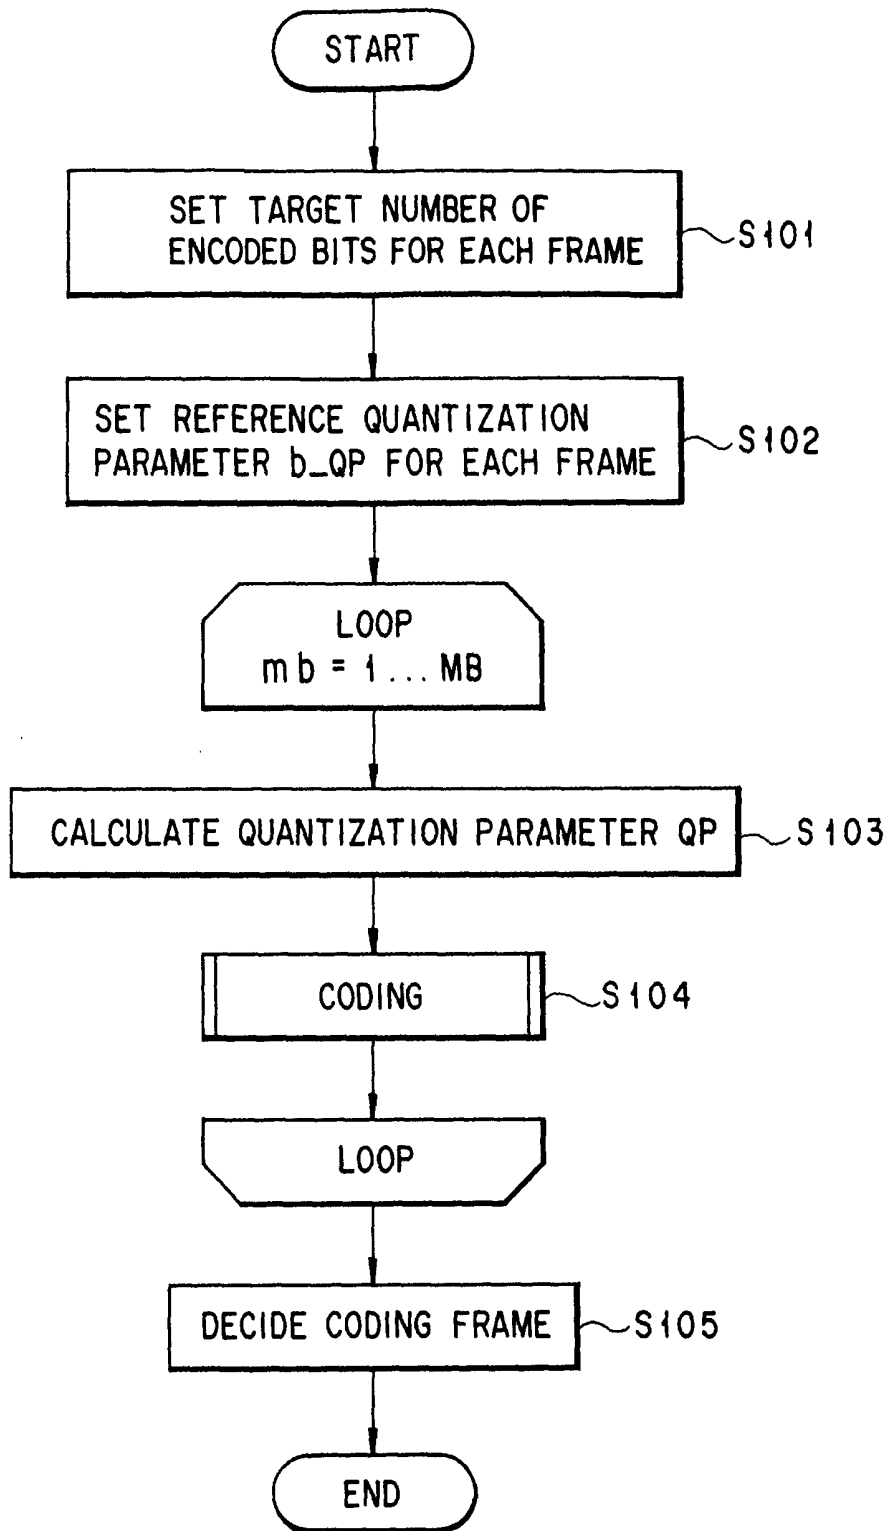 START
SET TARGET NUMBER OF
ENCODED BITS FOR EACH FRAME
S101
SET REFERENCE QUANTIZATION
PARAMETER b_QP FOR EACH FRAME
S102
LOOP
mb = 1 ... MB
CALCULATE QUANTIZATION PARAMETER QP
S103
CODING
S104
LOOP
DECIDE CODING FRAME
S105
END